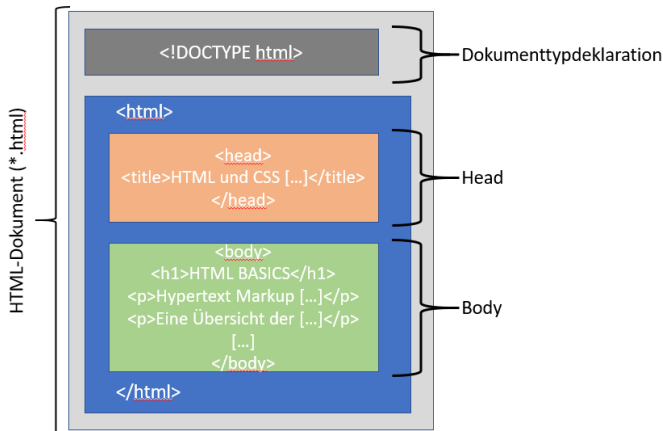 HTML-Dokument (*.html)
<!DOCTYPE html>
Dokumenttypdeklaration
<html>
<head>
<title>HTML und CSS [...]</title>
</head>
Head
<body>
<h1>HTML BASICS</h1>
<p>Hypertext Markup [...]</p>
<p>Eine Übersicht der [...]</p>
[...]
</body>
Body
</html>